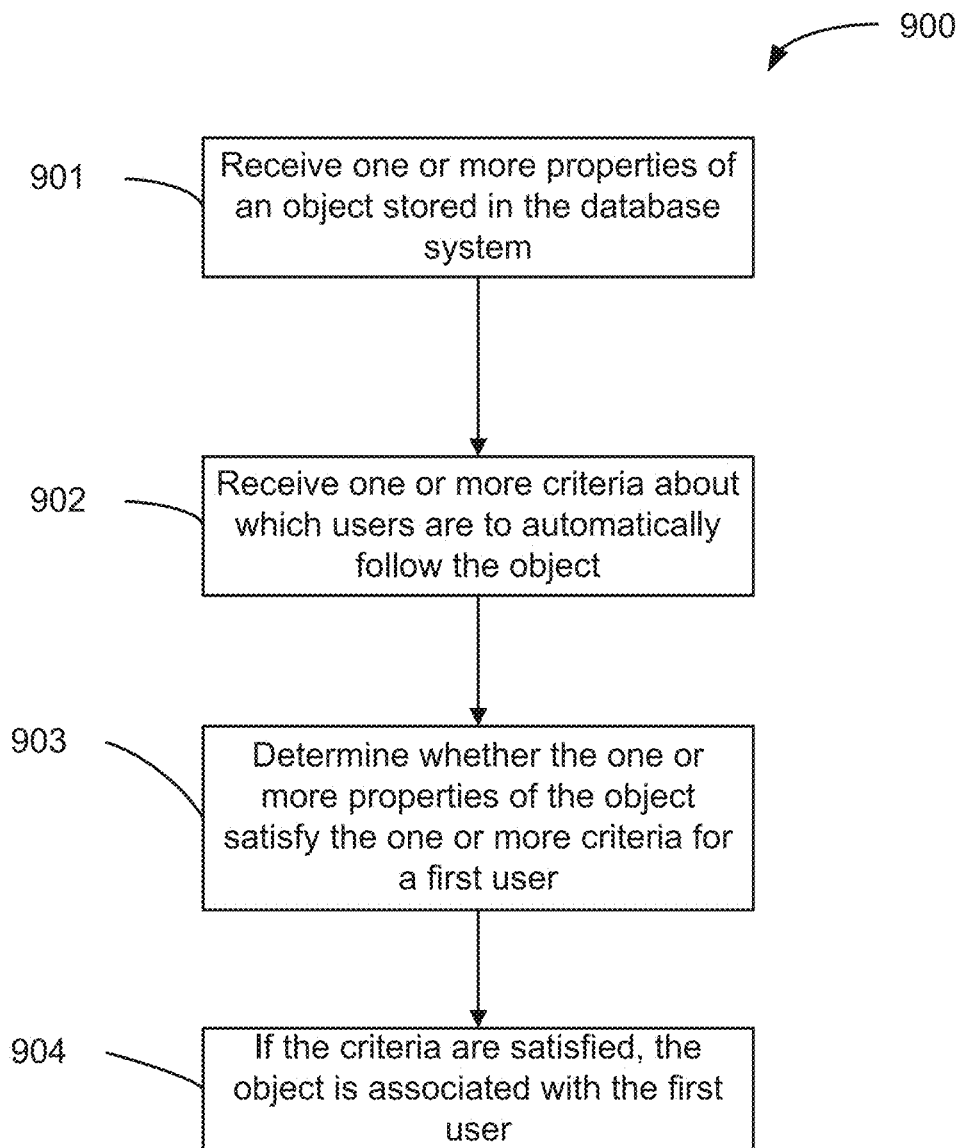 900
901
Receive one or more properties of
an object stored in the database
system
902
Receive one or more criteria about
which users are to automatically
follow the object
903
Determine whether the one or
more properties of the object
satisfy the one or more criteria for
a first user
904
If the criteria are satisfied, the
object is associated with the first
user